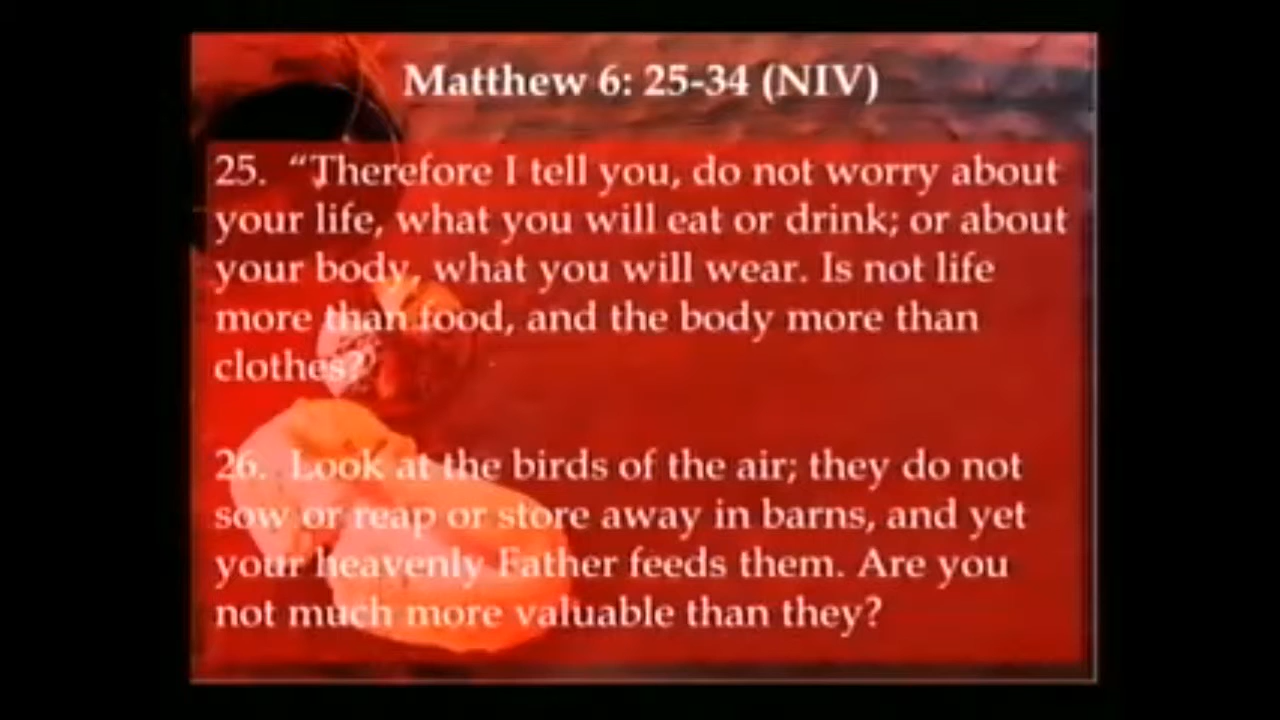 Matthew 6: 25-34 (NIV)
25. “Therefore I tell you, do not worry about
your life, what you will eat or drink; or about
your body, what you will wear. Is not life
more than food, and the body more than
clothes?
26. Look at the birds of the air; they do not
sow or reap or store away in barns, and yet
your heavenly Father feeds them. Are you
not much more valuable than they?